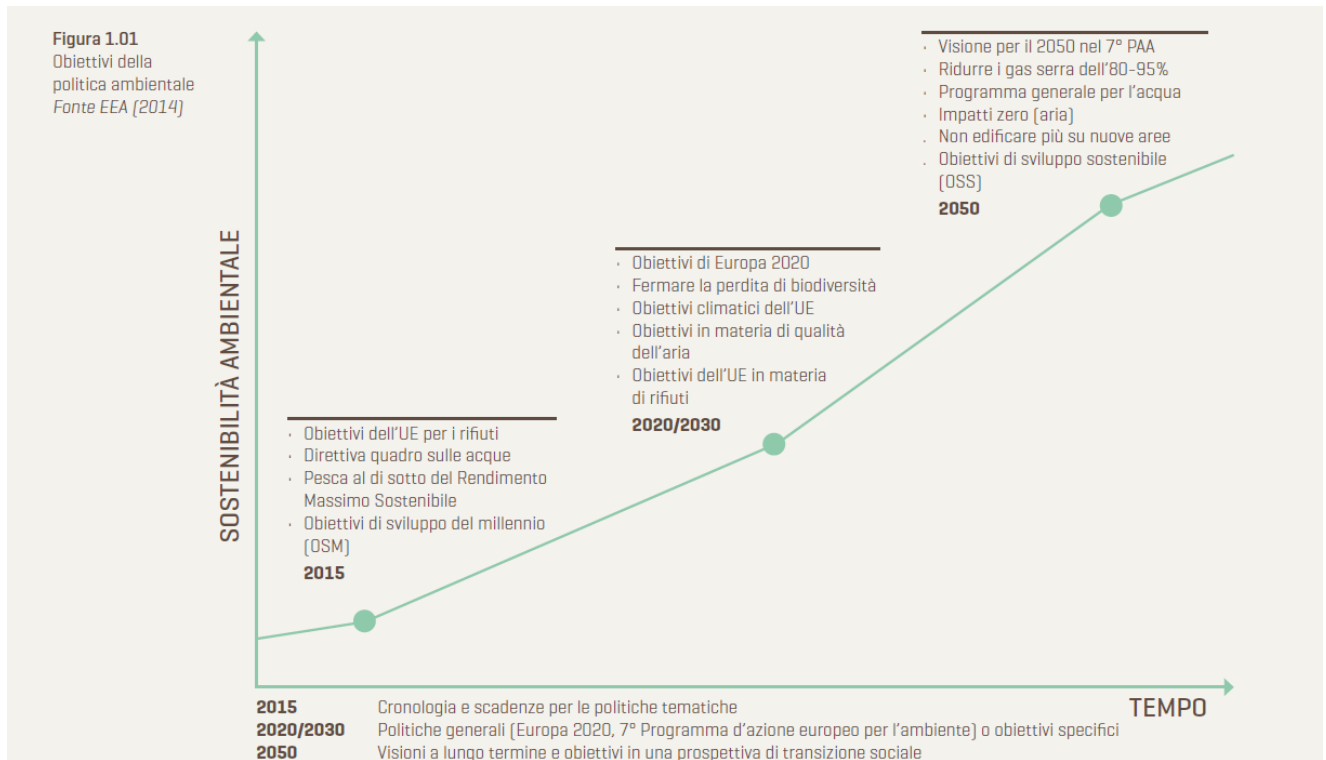 Figura 1.01
Obiettivi della
politica ambientale
Fonte EEA (2014)
· Visione per il 2050 nel 7° PAA
· Ridurre i gas serra dell'80-95%
· Programma generale per l'acqua
· Impatti zero (aria)
. Non edificare più su nuove aree
. Obiettivi di sviluppo sostenibile
(OSS)
2050
· Obiettivi di Europa 2020
· Fermare la perdita di biodiversità
· Obiettivi climatici dell'UE
· Obiettivi in materia di qualità
dell'aria
· Obiettivi dell'UE in materia
di rifiuti
2020/2030
· Obiettivi dell'UE per i rifiuti
· Direttiva quadro sulle acque
· Pesca al di sotto del Rendimento
Massimo Sostenibile
· Obiettivi di sviluppo del millennio
(OSM)
2015
SOSTENIBILITÀ AMBIENTALE
TEMPO
2015 Cronologia e scadenze per le politiche tematiche
2020/2030 Politiche generali (Europa 2020, 7° Programma d'azione europeo per l'ambiente) o obiettivi specifici
2050 Visioni a lungo termine e obiettivi in una prospettiva di transizione sociale